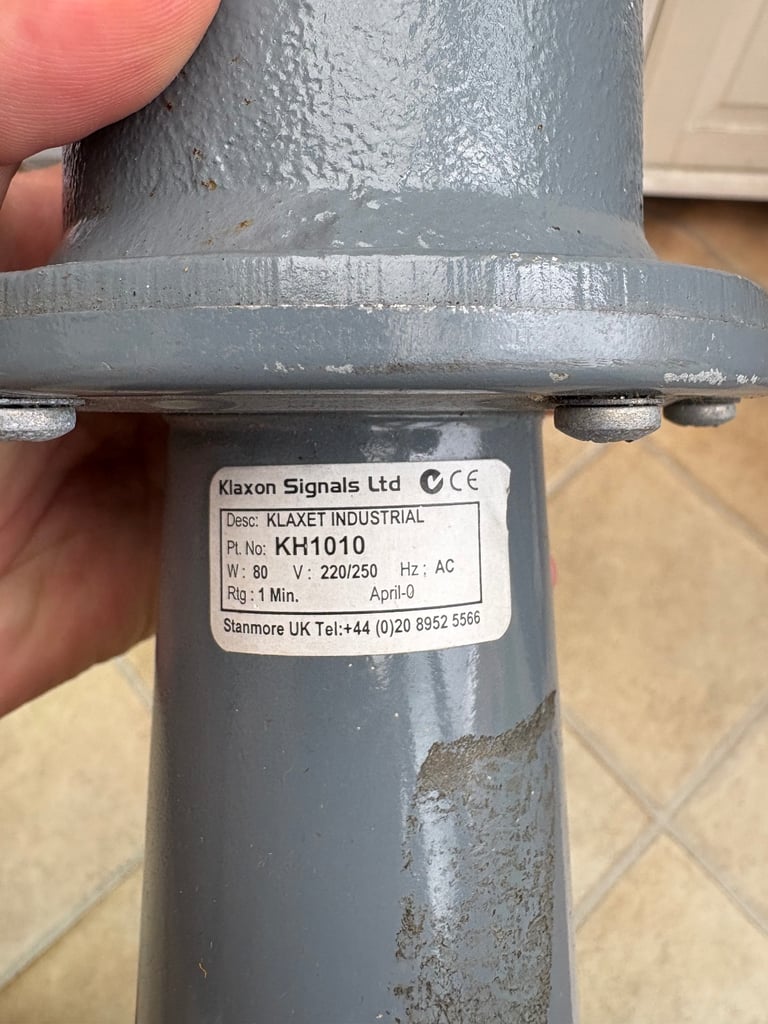 Klaxon Signals Ltd CE
Desc: KLAXET INDUSTRIAL
Pt. No: KH1010
W : 80 V : 220/250 Hz ; AC
Rtg : 1 Min. April-0
Stanmore UK Tel:+44 (0)20 8952 5566